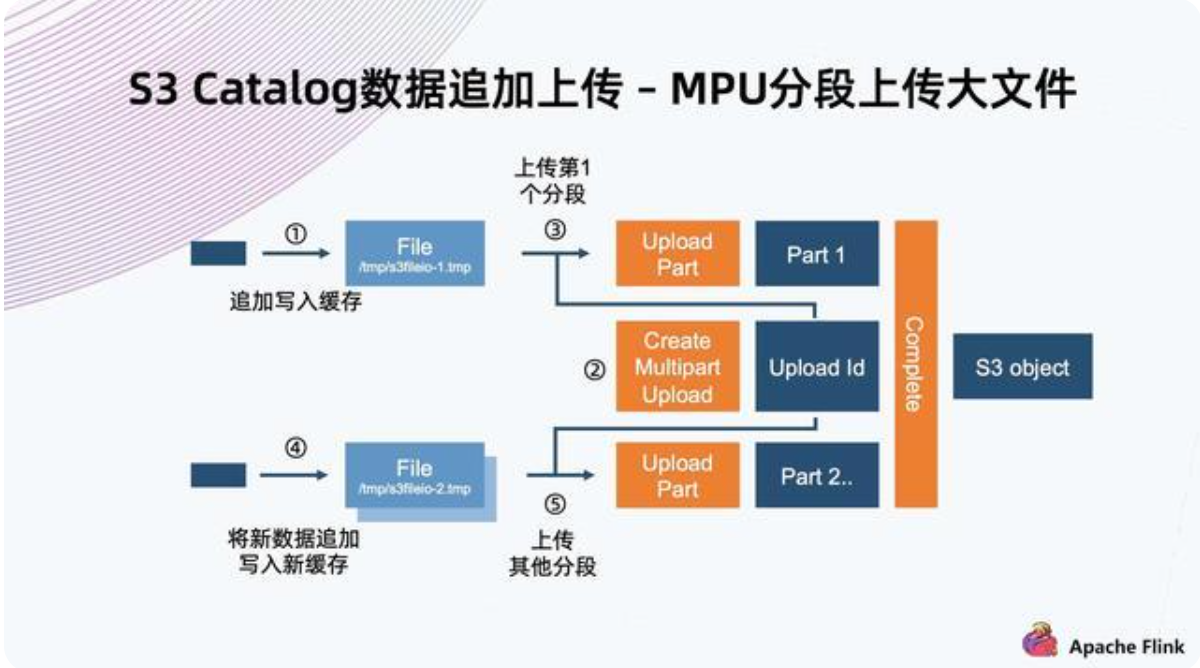 S3 Catalog数据追加上传 – MPU分段上传大文件
上传第1
个分段
①
③
File
/tmp/s3fileio-1.tmp
Upload
Part
Part 1
追加写入缓存
②
Create
Multipart
Upload
Upload Id
Complete
S3 object
④
File
/tmp/s3fileio-2.tmp
Upload
Part
Part 2..
⑤
将新数据追加
写入新缓存
上传
其他分段
Apache Flink